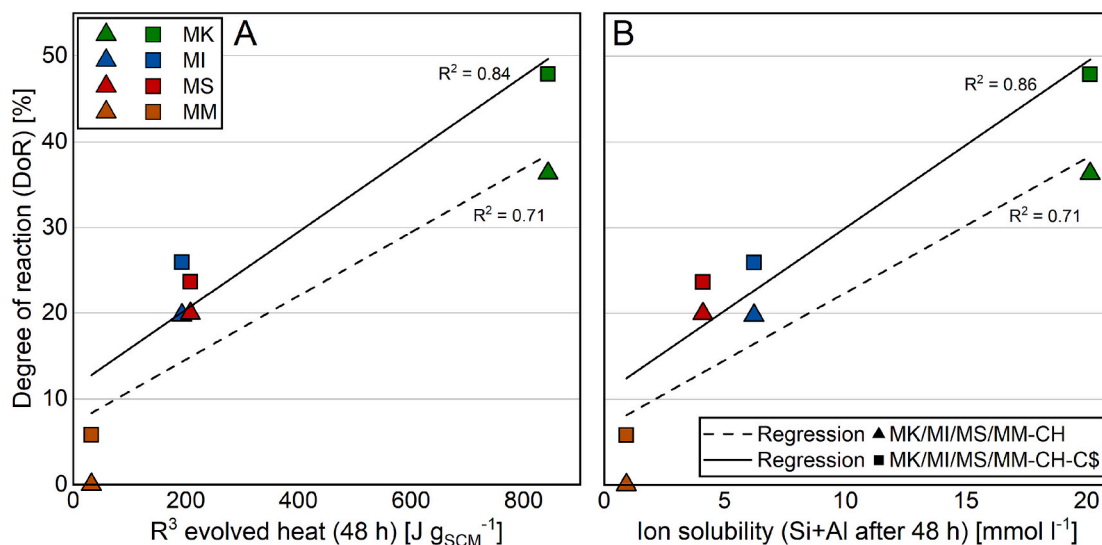 A
MK
MI
MS
MM
R² = 0.84
R² = 0.71
Degree of reaction (DoR) [%]
50
40
30
20
10
0
0 200 400 600 800
R³ evolved heat (48 h) [J g_SCM⁻¹]
B
R² = 0.86
R² = 0.71
Regression MK/MI/MS/MM-CH
Regression MK/MI/MS/MM-CH-C$
0 5 10 15 20
Ion solubility (Si+Al after 48 h) [mmol l⁻¹]